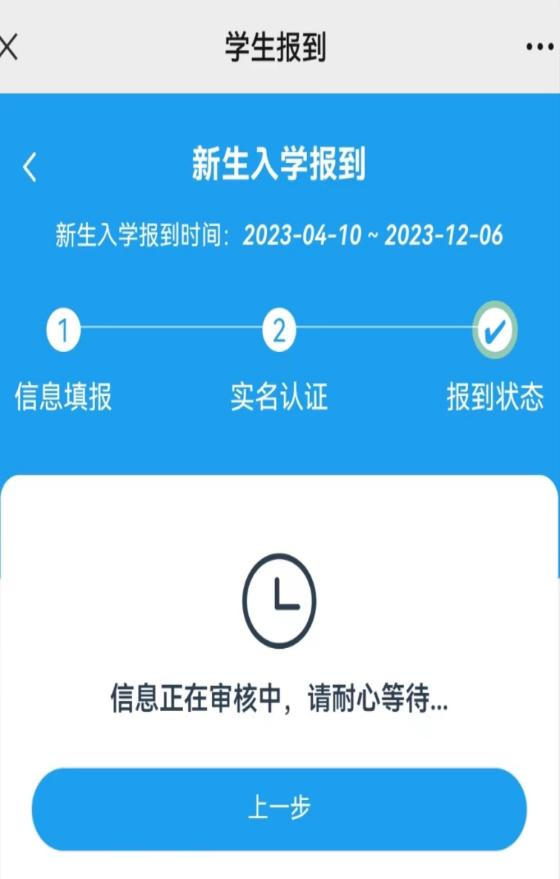 学生报到
新生入学报到
新生入学报到时间：2023-04-10 ~ 2023-12-06
1 2
信息填报 实名认证 报到状态
信息正在审核中，请耐心等待...
上一步